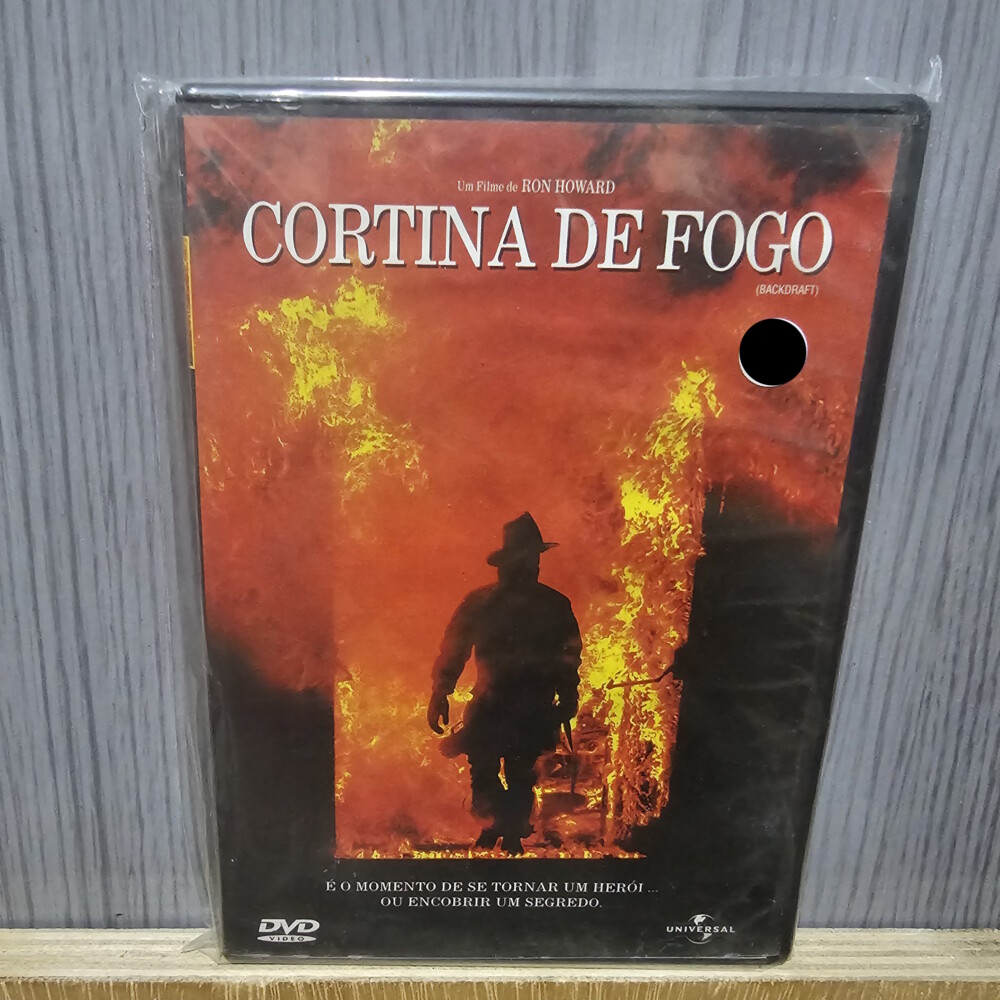 Um Filme de RON HOWARD
CORTINA DE FOGO
(BACKDRAFT)
É O MOMENTO DE SE TORNAR UM HERÓI ...
OU ENCOBRIR UM SEGREDO.
DVD
VIDEO
UNIVERSAL